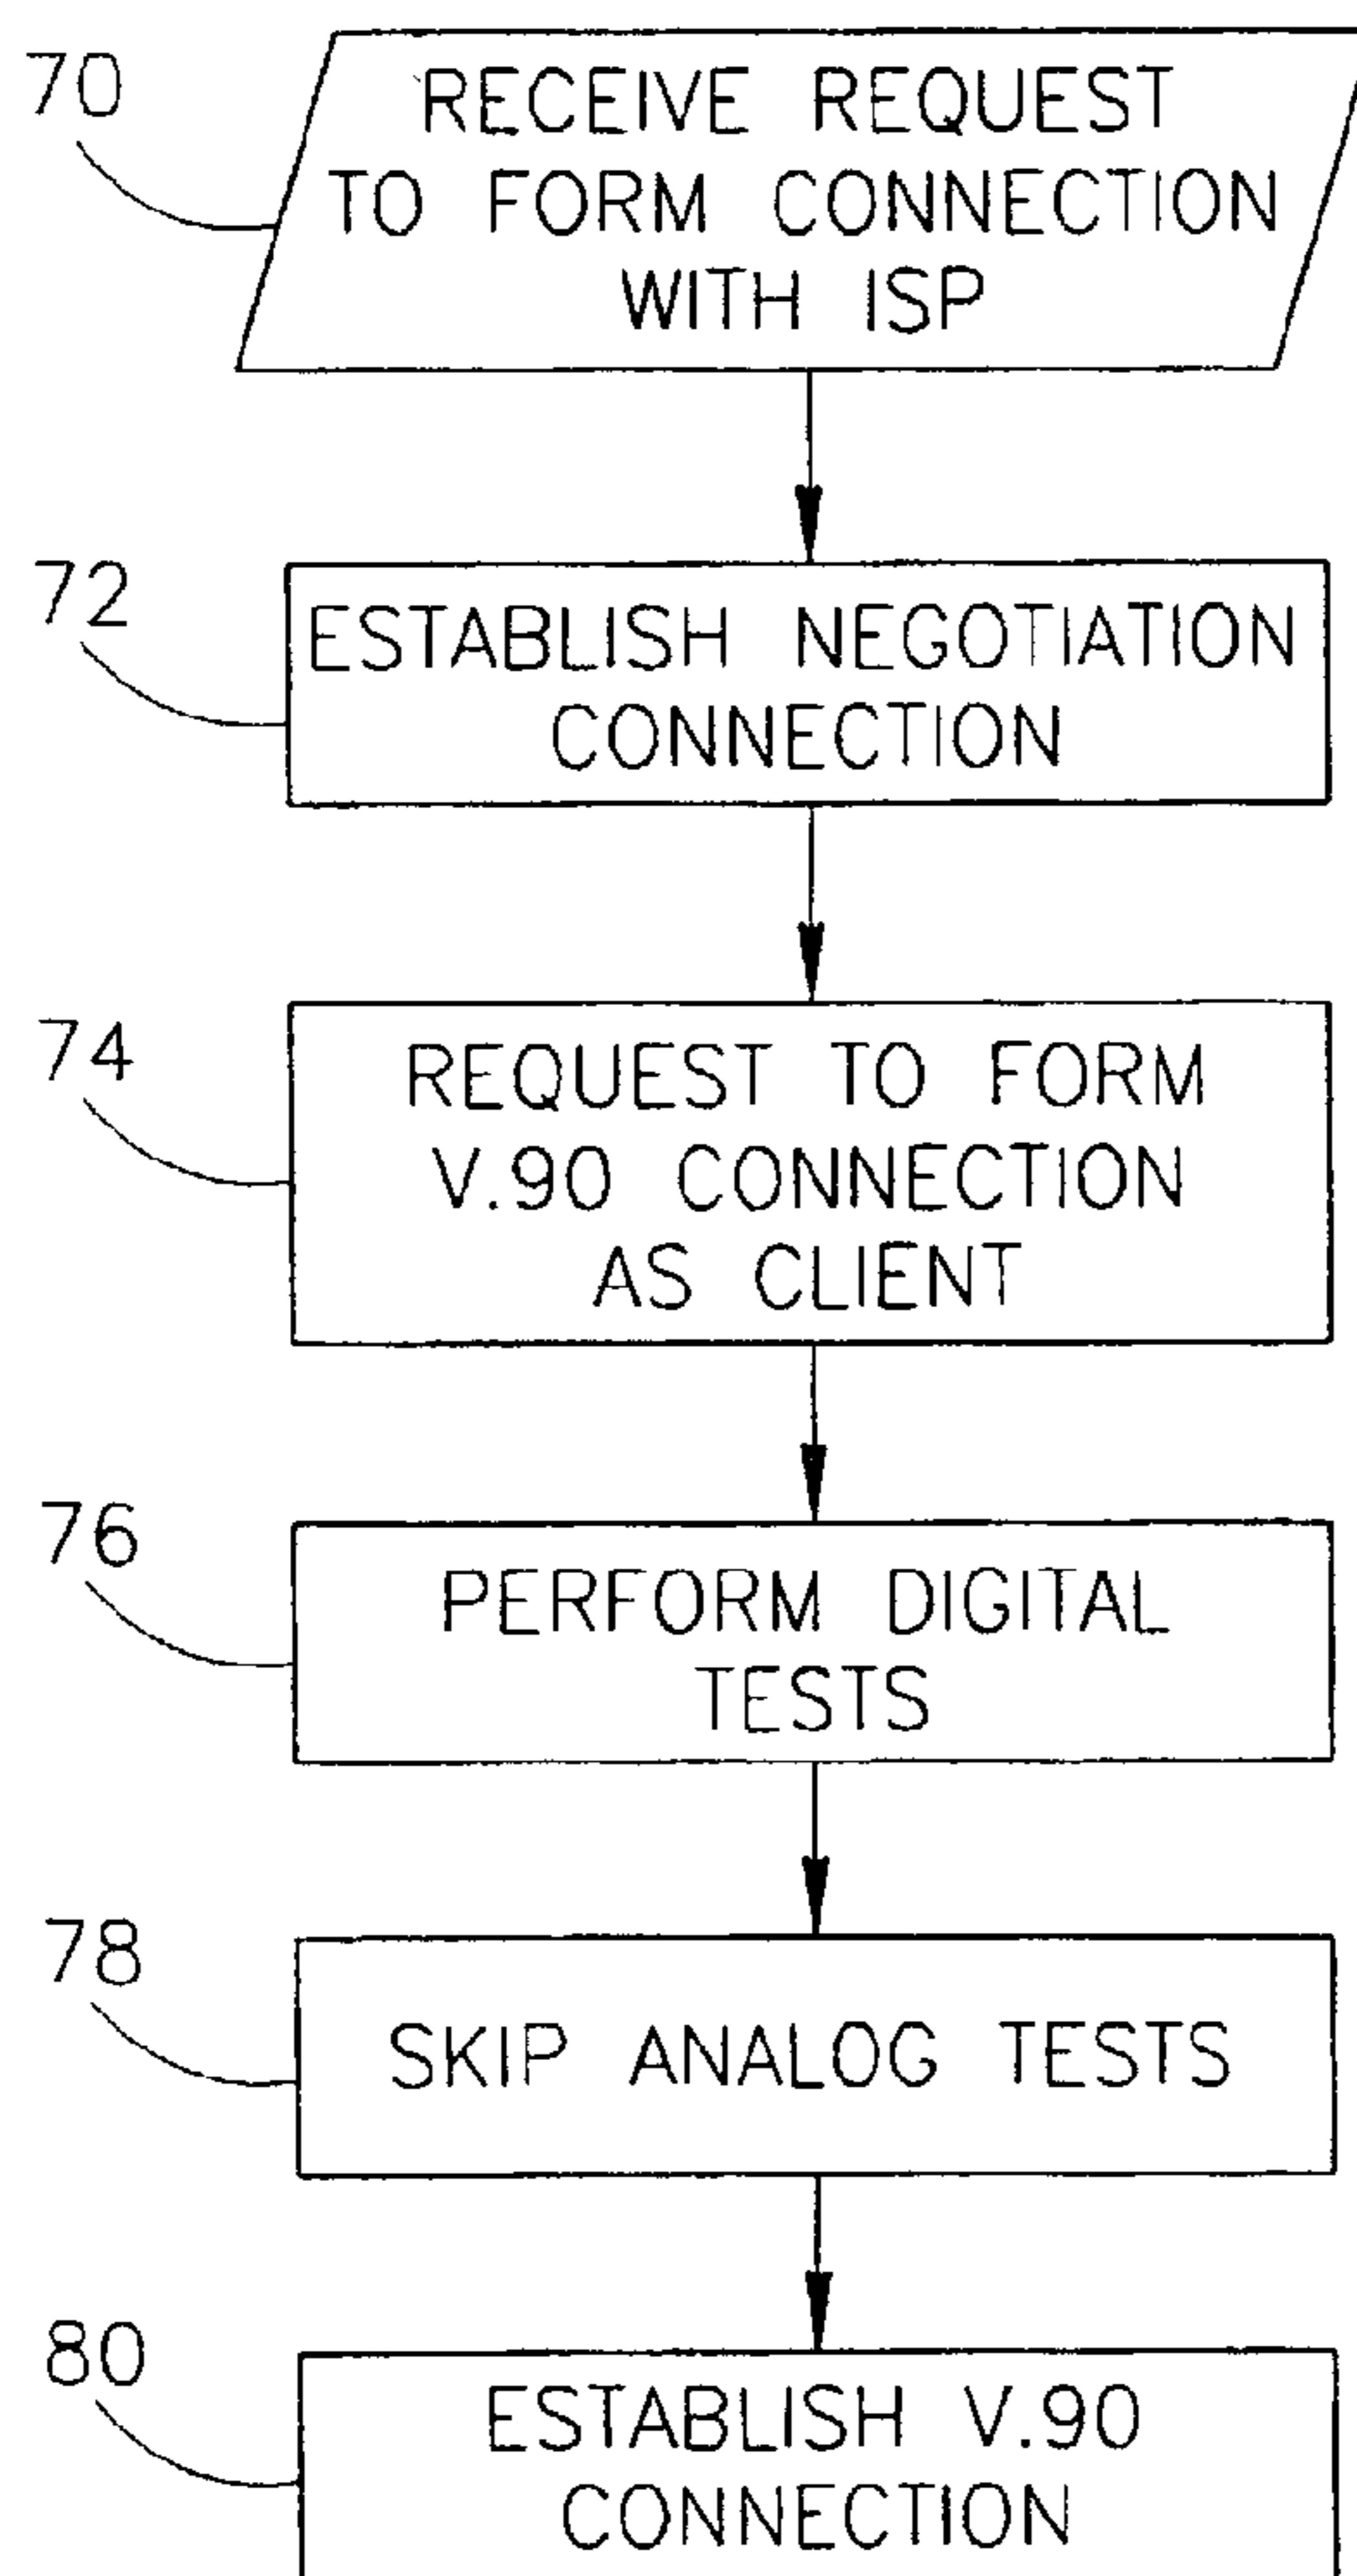 70
RECEIVE REQUEST
TO FORM CONNECTION
WITH ISP
72
ESTABLISH NEGOTIATION
CONNECTION
74
REQUEST TO FORM
V.90 CONNECTION
AS CLIENT
76
PERFORM DIGITAL
TESTS
78
SKIP ANALOG TESTS
80
ESTABLISH V.90
CONNECTION